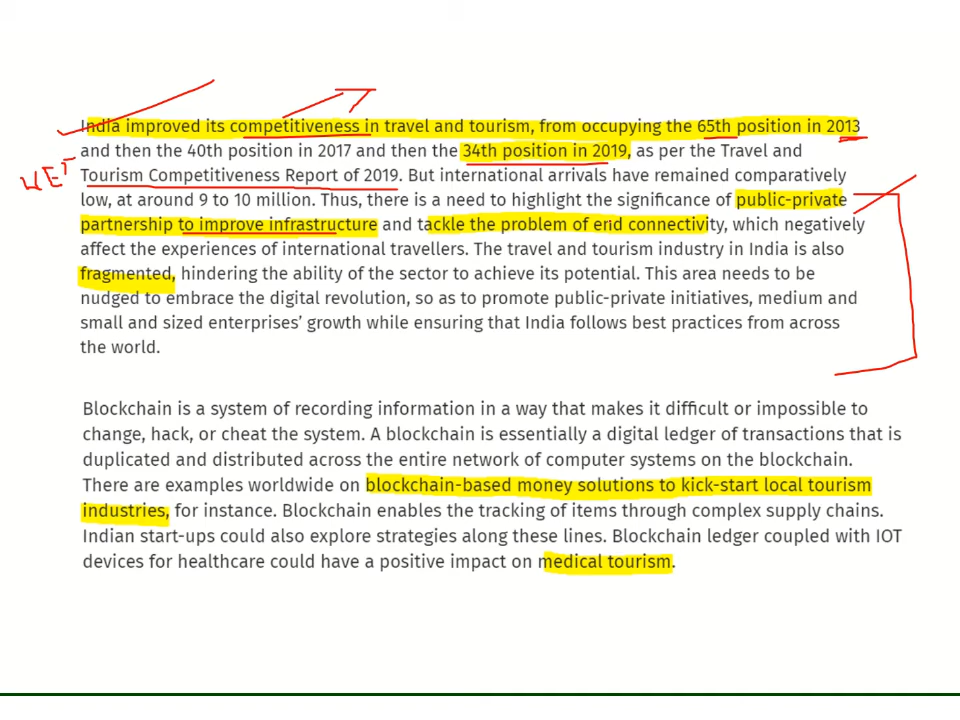 India improved its competitiveness in travel and tourism, from occupying the 65th position in 2013
and then the 40th position in 2017 and then the 34th position in 2019, as per the Travel and
WEF
Tourism Competitiveness Report of 2019. But international arrivals have remained comparatively
low, at around 9 to 10 million. Thus, there is a need to highlight the significance of public-private
partnership to improve infrastructure and tackle the problem of end connectivity, which negatively
affect the experiences of international travellers. The travel and tourism industry in India is also
fragmented, hindering the ability of the sector to achieve its potential. This area needs to be
nudged to embrace the digital revolution, so as to promote public-private initiatives, medium and
small and sized enterprises’ growth while ensuring that India follows best practices from across
the world.
Blockchain is a system of recording information in a way that makes it difficult or impossible to
change, hack, or cheat the system. A blockchain is essentially a digital ledger of transactions that is
duplicated and distributed across the entire network of computer systems on the blockchain.
There are examples worldwide on blockchain-based money solutions to kick-start local tourism
industries, for instance. Blockchain enables the tracking of items through complex supply chains.
Indian start-ups could also explore strategies along these lines. Blockchain ledger coupled with IOT
devices for healthcare could have a positive impact on medical tourism.